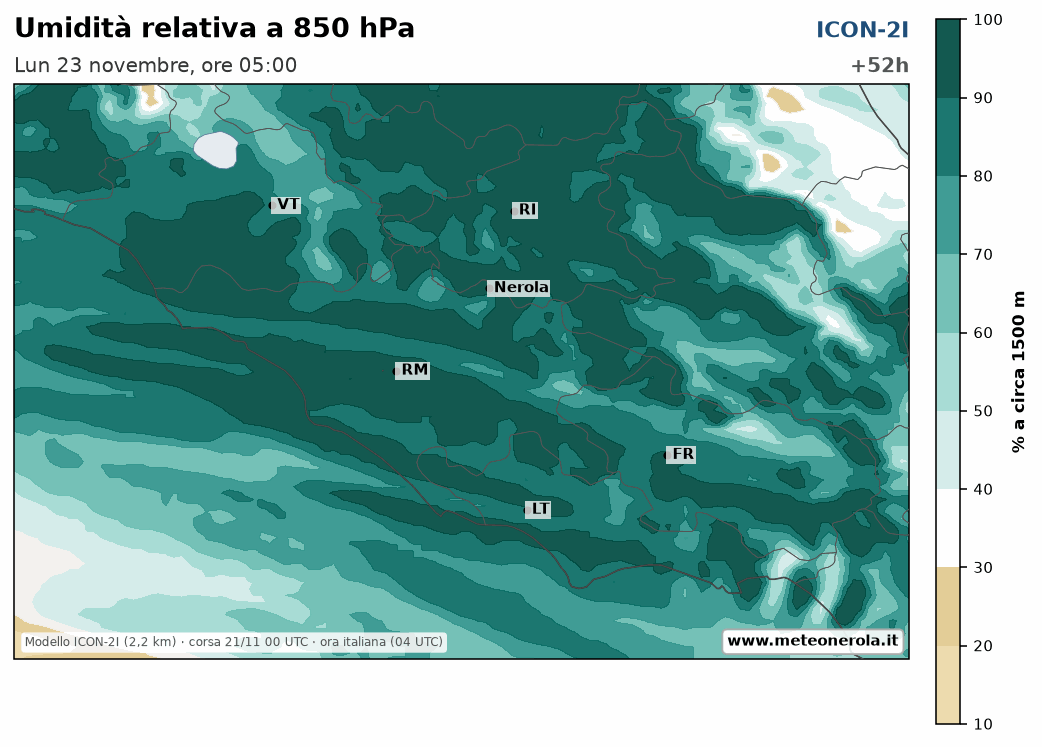 Umidità relativa a 850 hPa
ICON-2I
Lun 23 novembre, ore 05:00
+52h
VT
RI
Nerola
RM
FR
LT
Modello ICON-2I (2,2 km) · corsa 21/11 00 UTC · ora italiana (04 UTC)
www.meteonerola.it
100
90
80
70
60
50
40
30
20
10
% a circa 1500 m